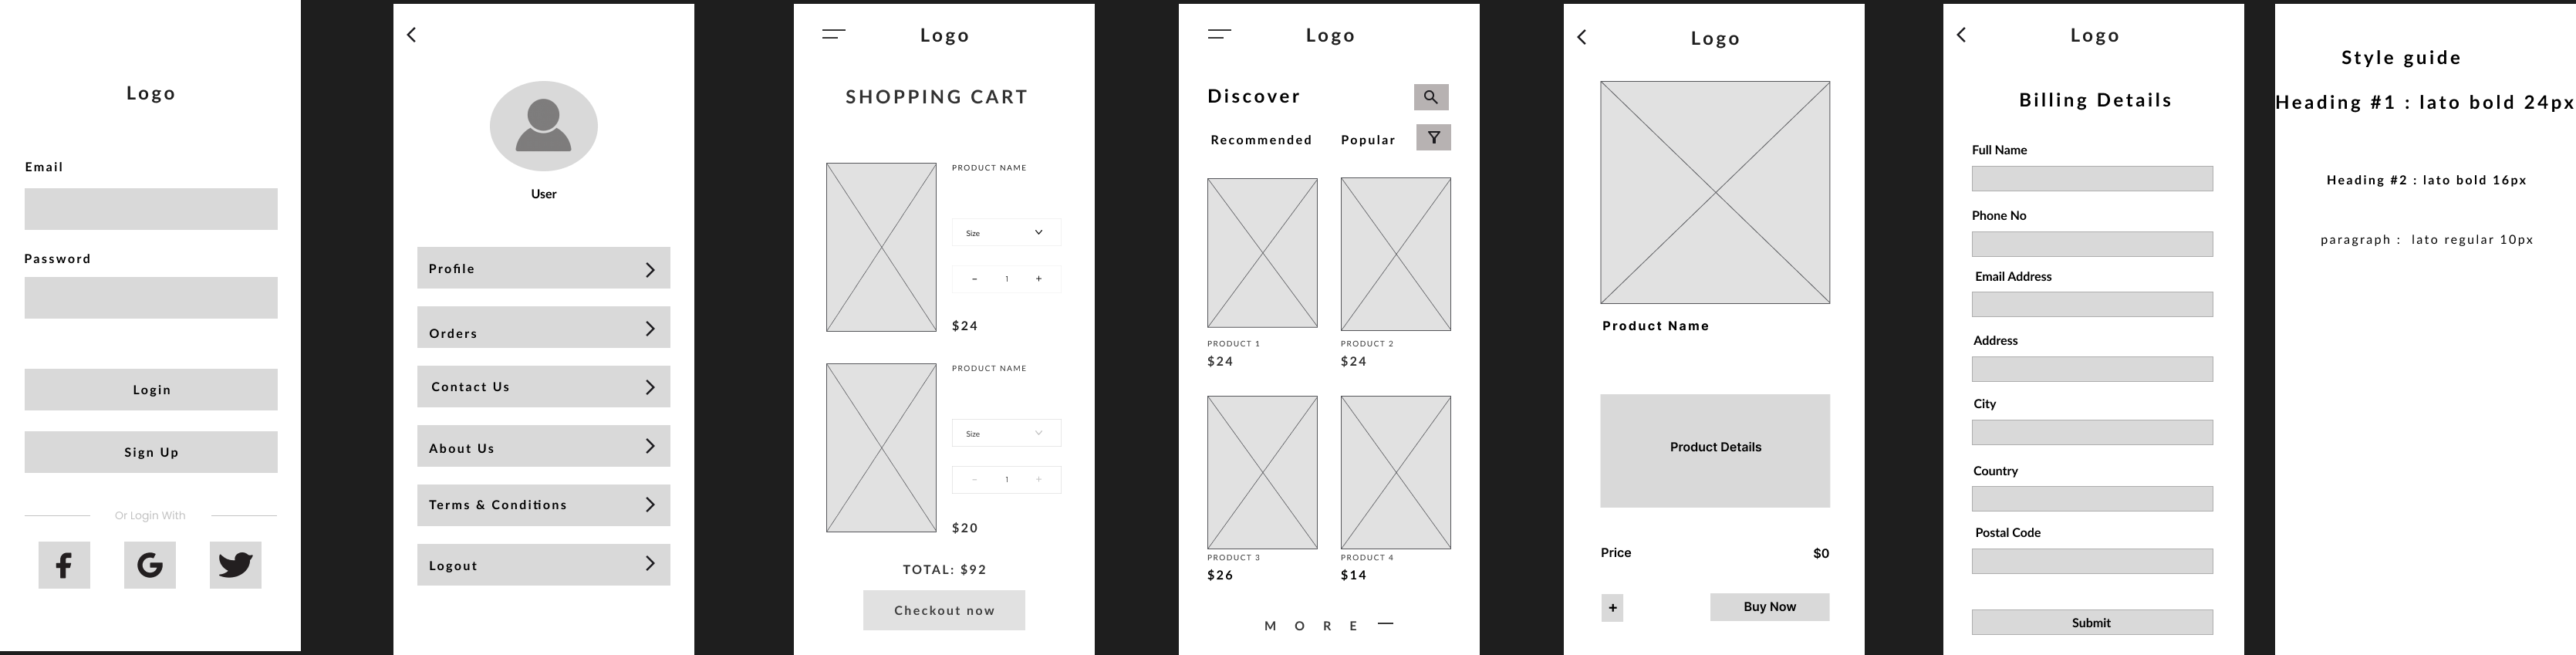 Logo
Email
Password
Login
Sign Up
Or Login With
User
Profile
Orders
Contact Us
About Us
Terms & Conditions
Logout
Logo
SHOPPING CART
PRODUCT NAME
Size
- 1 +
$24
PRODUCT NAME
Size
- 1 +
$20
TOTAL: $92
Checkout now
Logo
Discover
Recommended Popular
PRODUCT 1 PRODUCT 2
$24 $24
PRODUCT 3 PRODUCT 4
$26 $14
M O R E
Logo
Product Name
Product Details
Price $0
+ Buy Now
Logo
Billing Details
Full Name
Phone No
Email Address
Address
City
Country
Postal Code
Submit
Style guide
Heading #1 : lato bold 24px
Heading #2 : lato bold 16px
paragraph : lato regular 10px